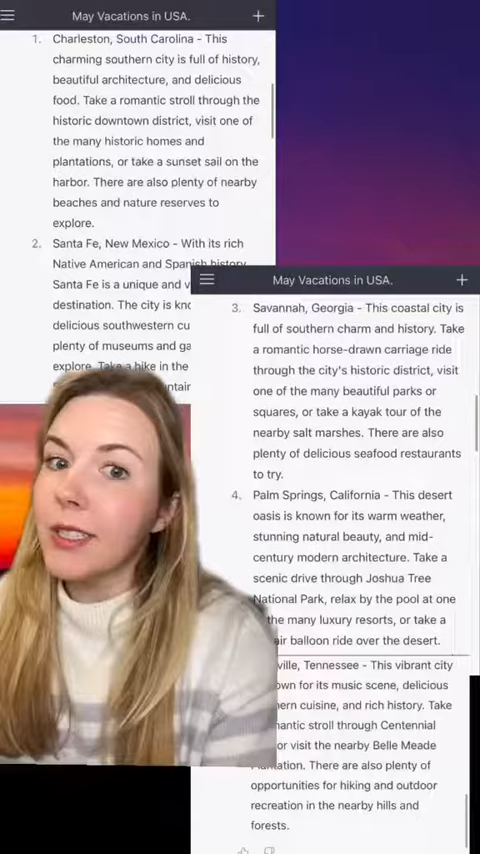 May Vacations in USA.
1. Charleston, South Carolina - This
charming southern city is full of history,
beautiful architecture, and delicious
food. Take a romantic stroll through the
historic downtown district, visit one of
the many historic homes and
plantations, or take a sunset sail on the
harbor. There are also plenty of nearby
beaches and nature reserves to
explore.
2. Santa Fe, New Mexico - With its rich
Native American and Spanish history,
Santa Fe is a unique and v
destination. The city is kno
delicious southwestern cu
plenty of museums and ga
explore. Take a hike in the
ntain
May Vacations in USA.
3. Savannah, Georgia - This coastal city is
full of southern charm and history. Take
a romantic horse-drawn carriage ride
through the city's historic district, visit
one of the many beautiful parks or
squares, or take a kayak tour of the
nearby salt marshes. There are also
plenty of delicious seafood restaurants
to try.
4. Palm Springs, California - This desert
oasis is known for its warm weather,
stunning natural beauty, and mid-
century modern architecture. Take a
scenic drive through Joshua Tree
National Park, relax by the pool at one
the many luxury resorts, or take a
air balloon ride over the desert.
ville, Tennessee - This vibrant city
own for its music scene, delicious
hern cuisine, and rich history. Take
mantic stroll through Centennial
or visit the nearby Belle Meade
Plantation. There are also plenty of
opportunities for hiking and outdoor
recreation in the nearby hills and
forests.